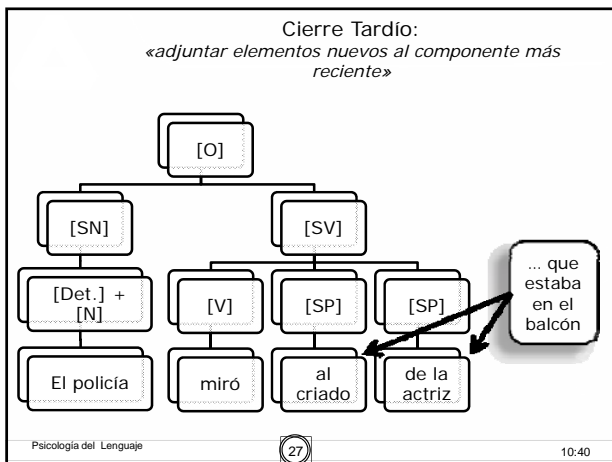 Cierre Tardío:
«adjuntar elementos nuevos al componente más
reciente»
[O]
[SN]
[SV]
[Det.] +
[N]
[V]
[SP]
[SP]
... que
estaba
en el
balcón
El policía
miró
al
criado
de la
actriz
Psicología del Lenguaje
27
10:40